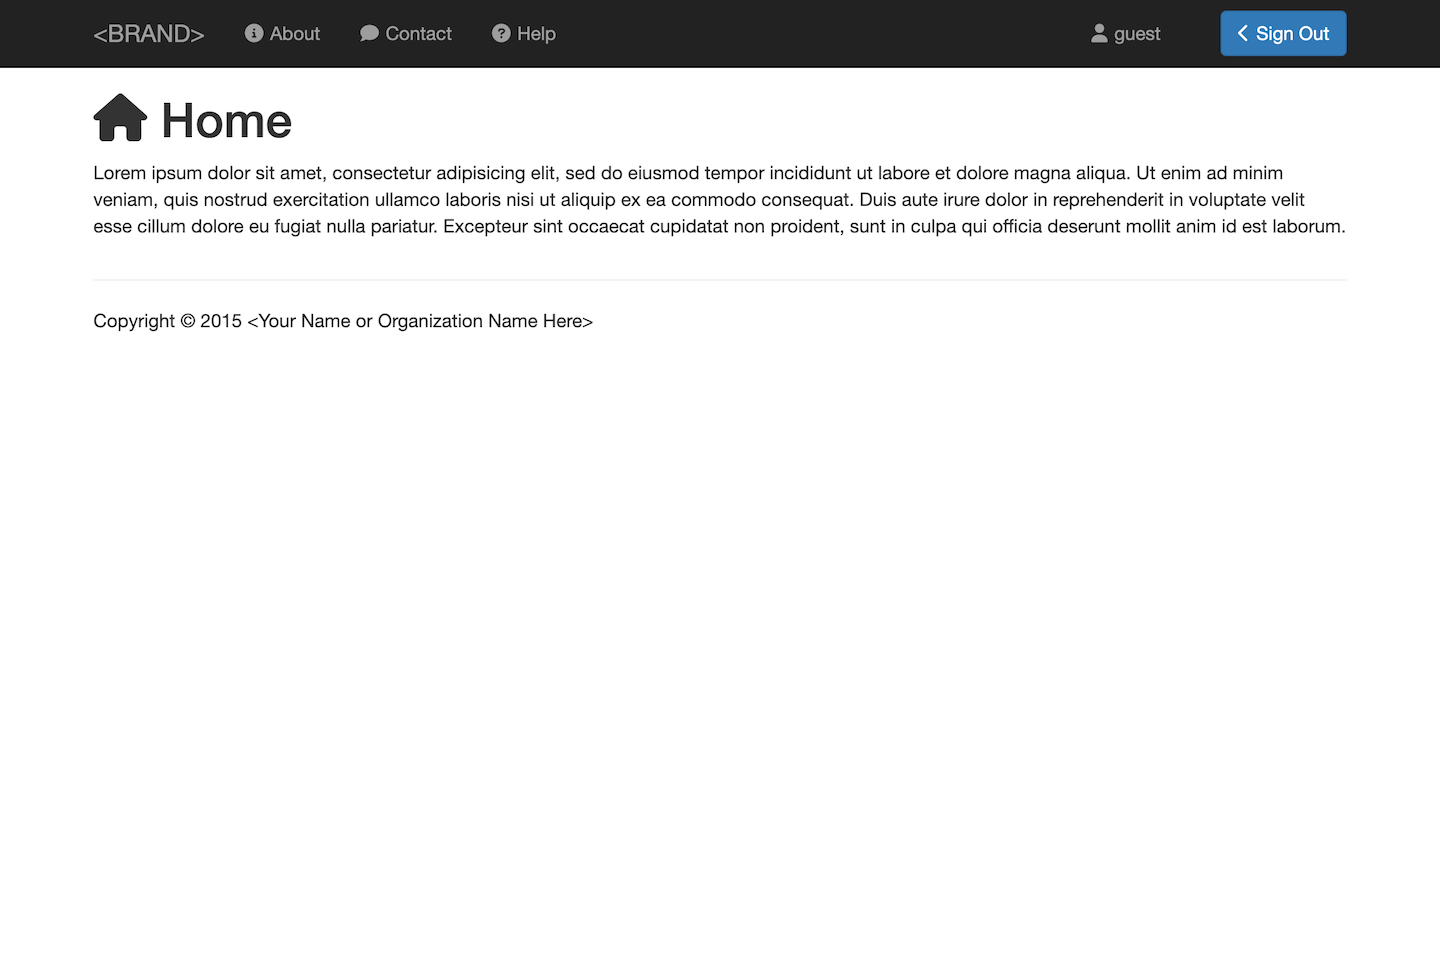 <BRAND> About Contact Help guest Sign Out
Home
Lorem ipsum dolor sit amet, consectetur adipisicing elit, sed do eiusmod tempor incididunt ut labore et dolore magna aliqua. Ut enim ad minim
veniam, quis nostrud exercitation ullamco laboris nisi ut aliquip ex ea commodo consequat. Duis aute irure dolor in reprehenderit in voluptate velit
esse cillum dolore eu fugiat nulla pariatur. Excepteur sint occaecat cupidatat non proident, sunt in culpa qui officia deserunt mollit anim id est laborum.
Copyright © 2015 <Your Name or Organization Name Here>